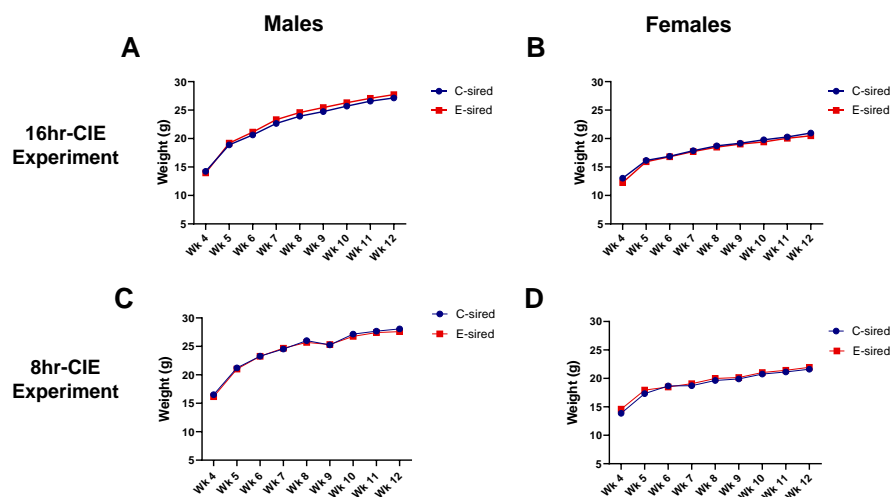 Males
Females
A
B
16hr-CIE
Experiment
Weight (g)
30
25
20
15
10
5
Wk 4
Wk 5
Wk 6
Wk 7
Wk 8
Wk 9
Wk 10
Wk 11
Wk 12
C-sired
E-sired
Weight (g)
30
25
20
15
10
5
Wk 4
Wk 5
Wk 6
Wk 7
Wk 8
Wk 9
Wk 10
Wk 11
Wk 12
C-sired
E-sired
C
D
8hr-CIE
Experiment
Weight (g)
30
25
20
15
10
5
Wk 4
Wk 5
Wk 6
Wk 7
Wk 8
Wk 9
Wk 10
Wk 11
Wk 12
C-sired
E-sired
Weight (g)
30
25
20
15
10
5
Wk 4
Wk 5
Wk 6
Wk 7
Wk 8
Wk 9
Wk 10
Wk 11
Wk 12
C-sired
E-sired